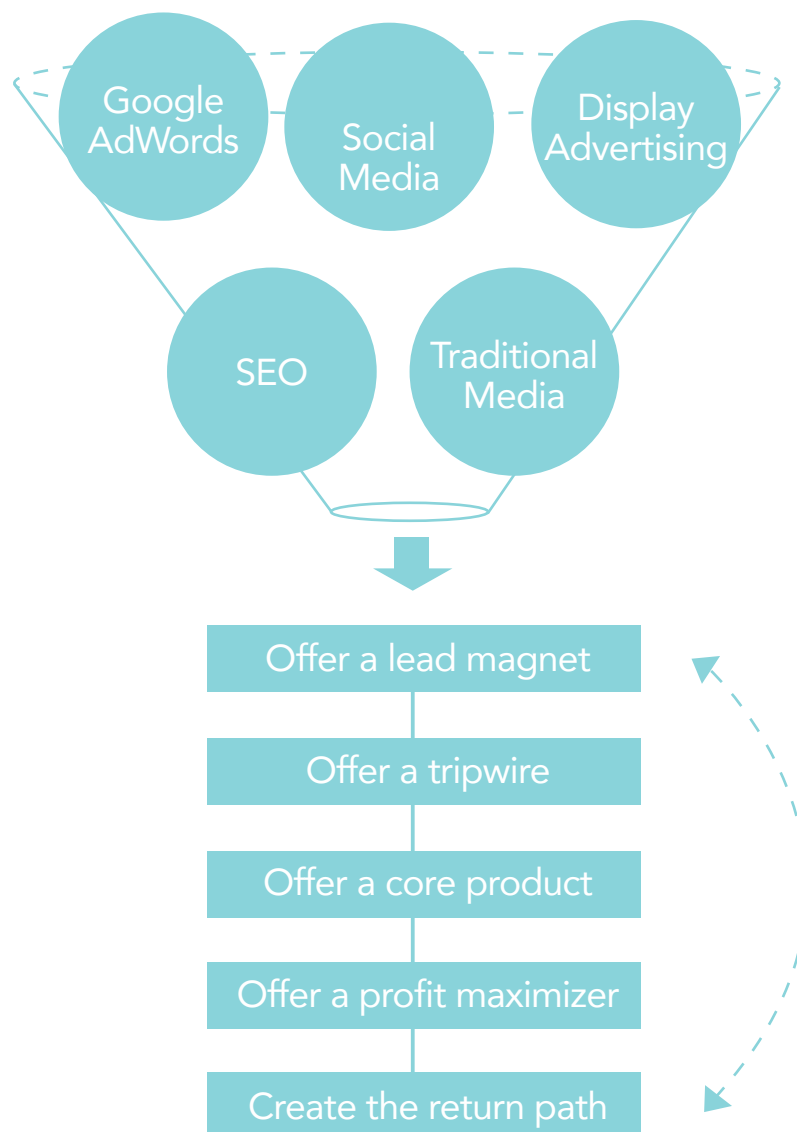 Google
AdWords
Social
Media
Display
Advertising
SEO
Traditional
Media
Offer a lead magnet
Offer a tripwire
Offer a core product
Offer a profit maximizer
Create the return path